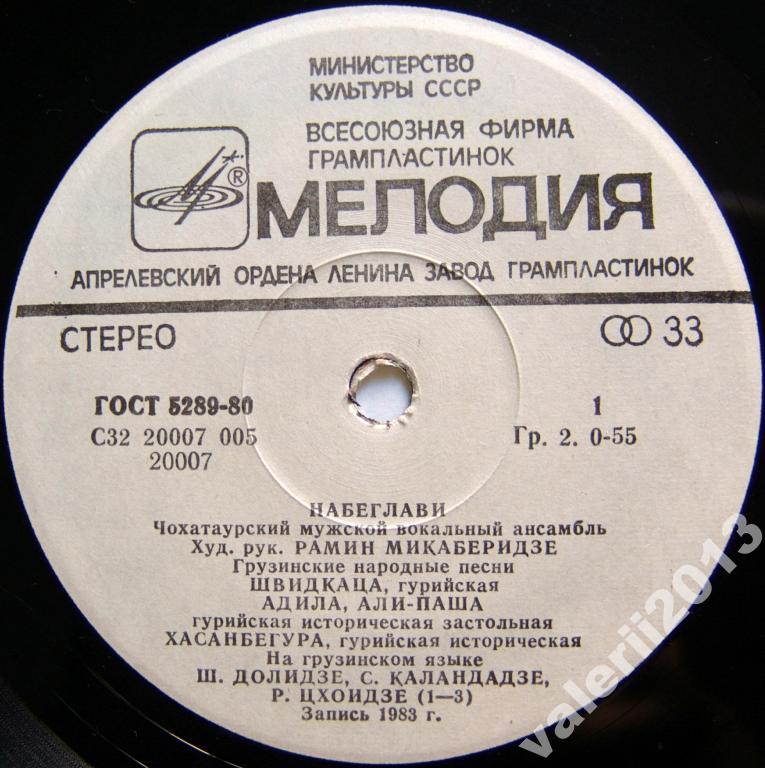 МИНИСТЕРСТВО
КУЛЬТУРЫ СССР
ВСЕСОЮЗНАЯ ФИРМА
ГРАМПЛАСТИНОК
® МЕЛОДИЯ
АПРЕЛЕВСКИЙ ОРДЕНА ЛЕНИНА ЗАВОД ГРАМПЛАСТИНОК
СТЕРЕО 33
ГОСТ 5289-80 1
С32 20007 005 Гр. 2. 0-55
20007
НАБЕГЛАВИ
Чохатаурский мужской вокальный ансамбль
Худ. рук. РАМИН МИКАБЕРИДЗЕ
Грузинские народные песни
ШВИДКАЦА, гурийская
АДИЛА, АЛИ-ПАША
гурийская историческая застольная
ХАСАНБЕГУРА, гурийская историческая
На грузинском языке
Ш. ДОЛИДЗЕ, С. КАЛАНДАДЗЕ,
Р. ЦХОИДЗЕ (1—3)
Запись 1983 г.
valerii2013